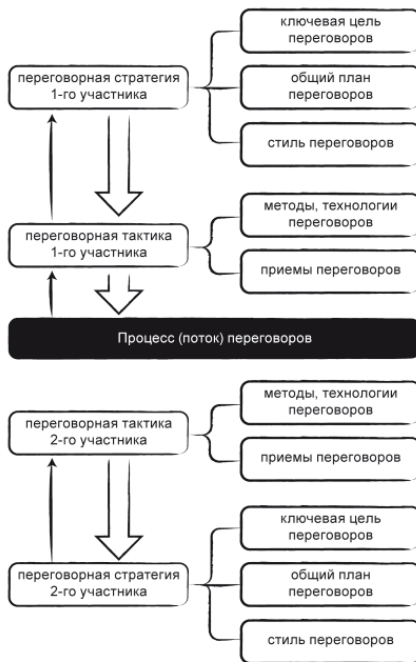 ключевая цель
переговоров
переговорная стратегия
1-го участника
общий план
переговоров
стиль переговоров
методы, технологии
переговоров
переговорная тактика
1-го участника
приемы переговоров
Процесс (поток) переговоров
методы, технологии
переговоров
переговорная тактика
2-го участника
приемы переговоров
ключевая цель
переговоров
переговорная стратегия
2-го участника
общий план
переговоров
стиль переговоров